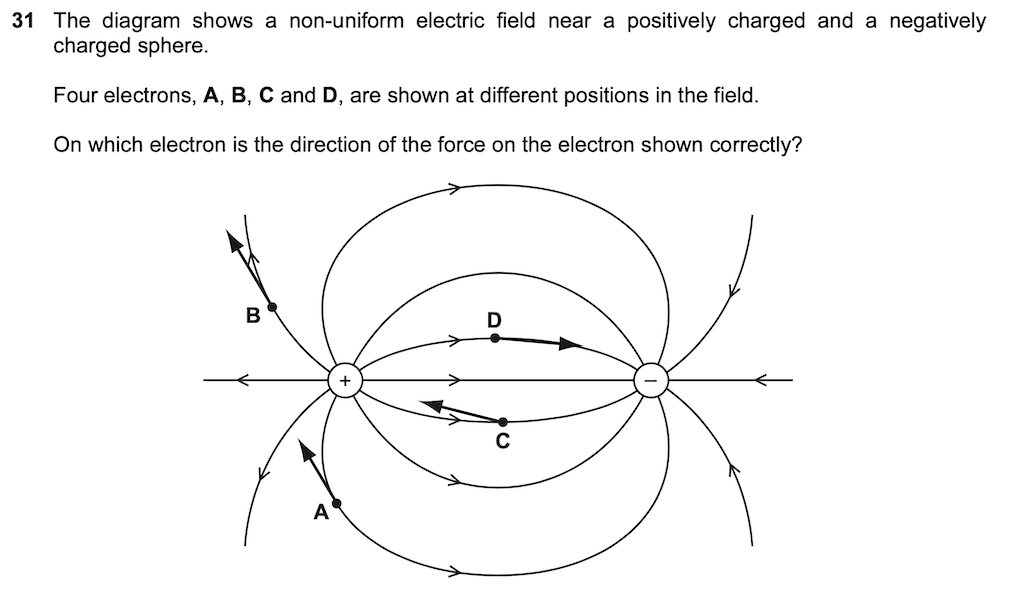 31 The diagram shows a non-uniform electric field near a positively charged and a negatively
charged sphere.
Four electrons, A, B, C and D, are shown at different positions in the field.
On which electron is the direction of the force on the electron shown correctly?
B
D
+
–
C
A